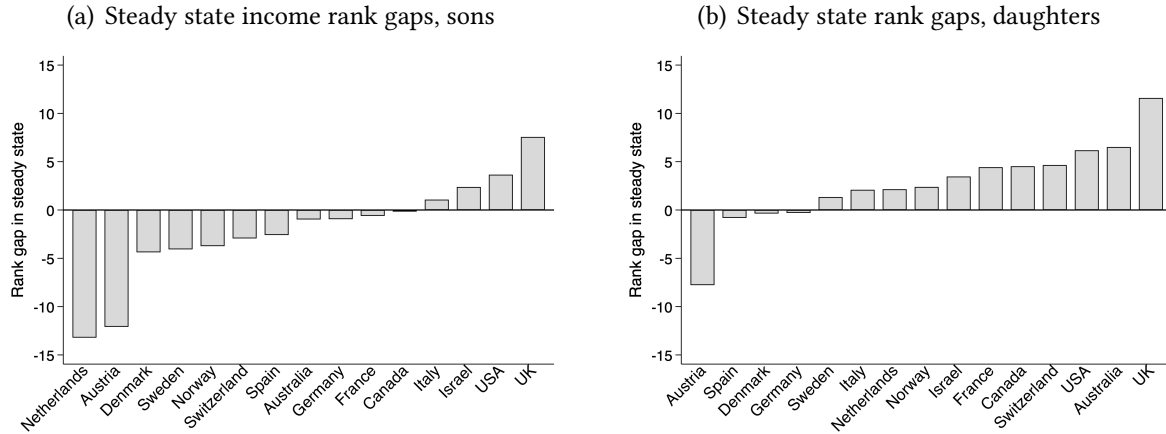 (a) Steady state income rank gaps, sons
15
10
5
0
-5
-10
-15
Rank gap in steady state
Netherlands
Austria
Denmark
Sweden
Norway
Switzerland
Spain
Australia
Germany
France
Canada
Italy
Israel
USA
UK
(b) Steady state rank gaps, daughters
15
10
5
0
-5
-10
-15
Rank gap in steady state
Austria
Spain
Denmark
Germany
Sweden
Italy
Netherlands
Norway
Israel
France
Canada
Switzerland
USA
Australia
UK